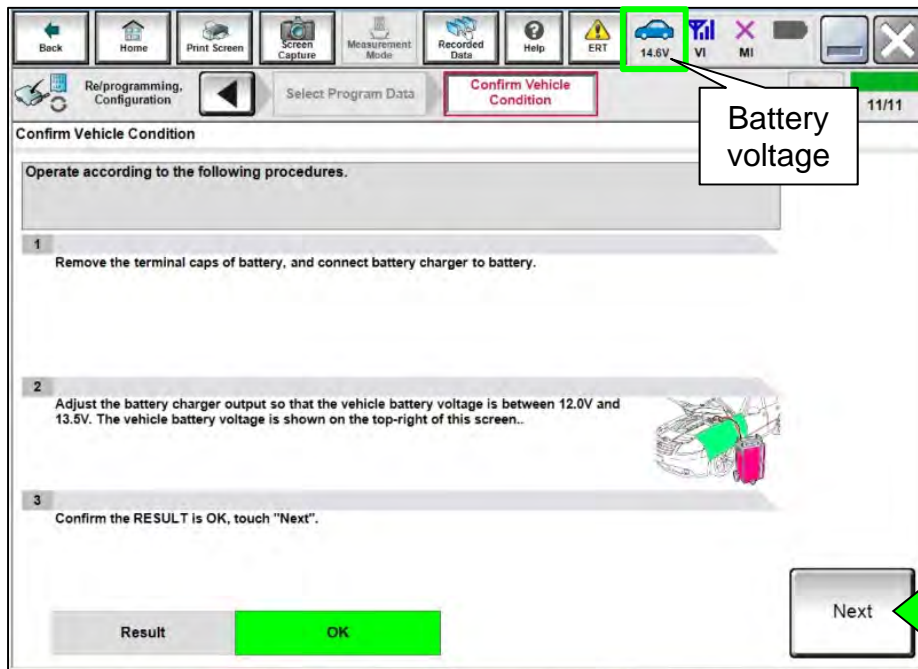 Back
Home
Print Screen
Screen
Capture
Measurement
Mode
Recorded
Data
Help
ERT
14.6V
VI
MI
Re/programming,
Configuration
Select Program Data
Confirm Vehicle
Condition
11/11
Battery
voltage
Confirm Vehicle Condition
Operate according to the following procedures.
1
Remove the terminal caps of battery, and connect battery charger to battery.
2
Adjust the battery charger output so that the vehicle battery voltage is between 12.0V and
13.5V. The vehicle battery voltage is shown on the top-right of this screen..
3
Confirm the RESULT is OK, touch "Next".
Result
OK
Next